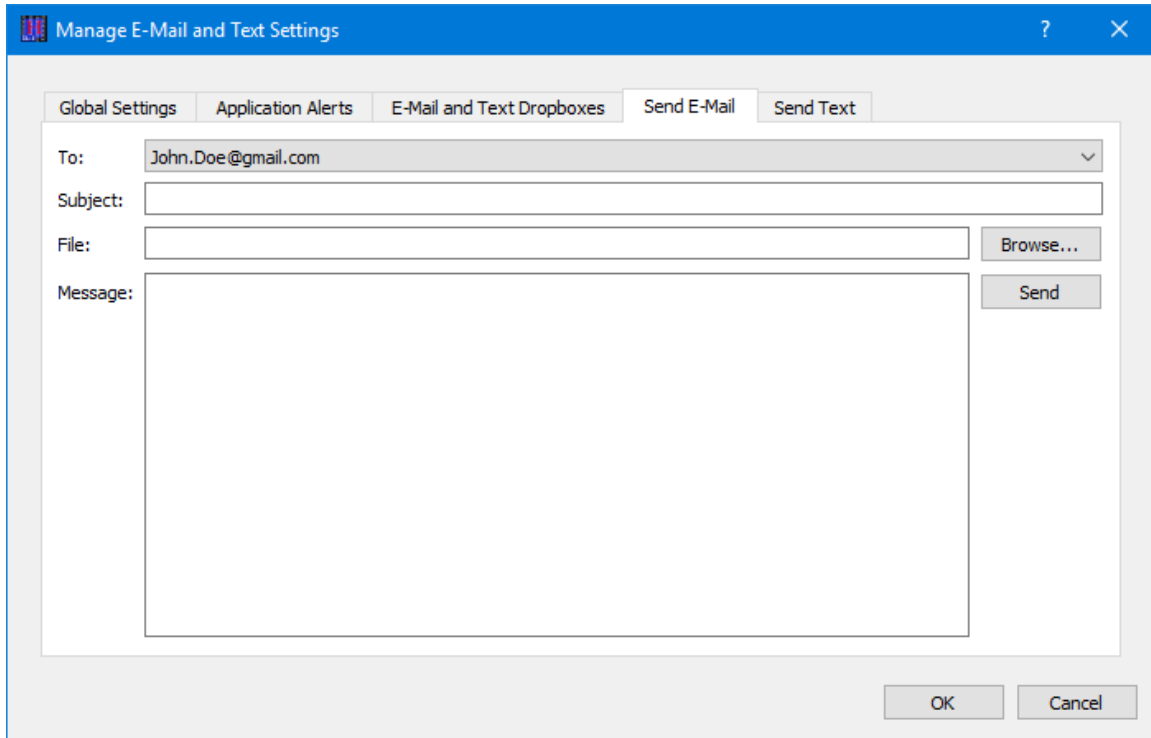 Manage E-Mail and Text Settings ?
Global Settings Application Alerts E-Mail and Text Dropboxes Send E-Mail Send Text
To: John.Doe@gmail.com
Subject:
File: Browse...
Message: Send
OK Cancel